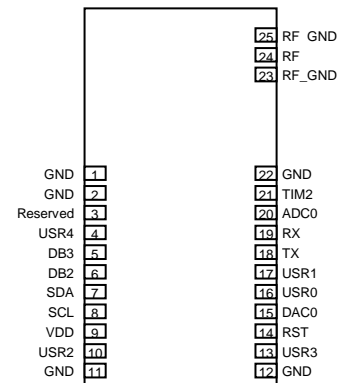 25 RF GND
24 RF
23 RF_GND
GND 1 22 GND
GND 2 21 TIM2
Reserved 3 20 ADC0
USR4 4 19 RX
DB3 5 18 TX
DB2 6 17 USR1
SDA 7 16 USR0
SCL 8 15 DAC0
VDD 9 14 RST
USR2 10 13 USR3
GND 11 12 GND